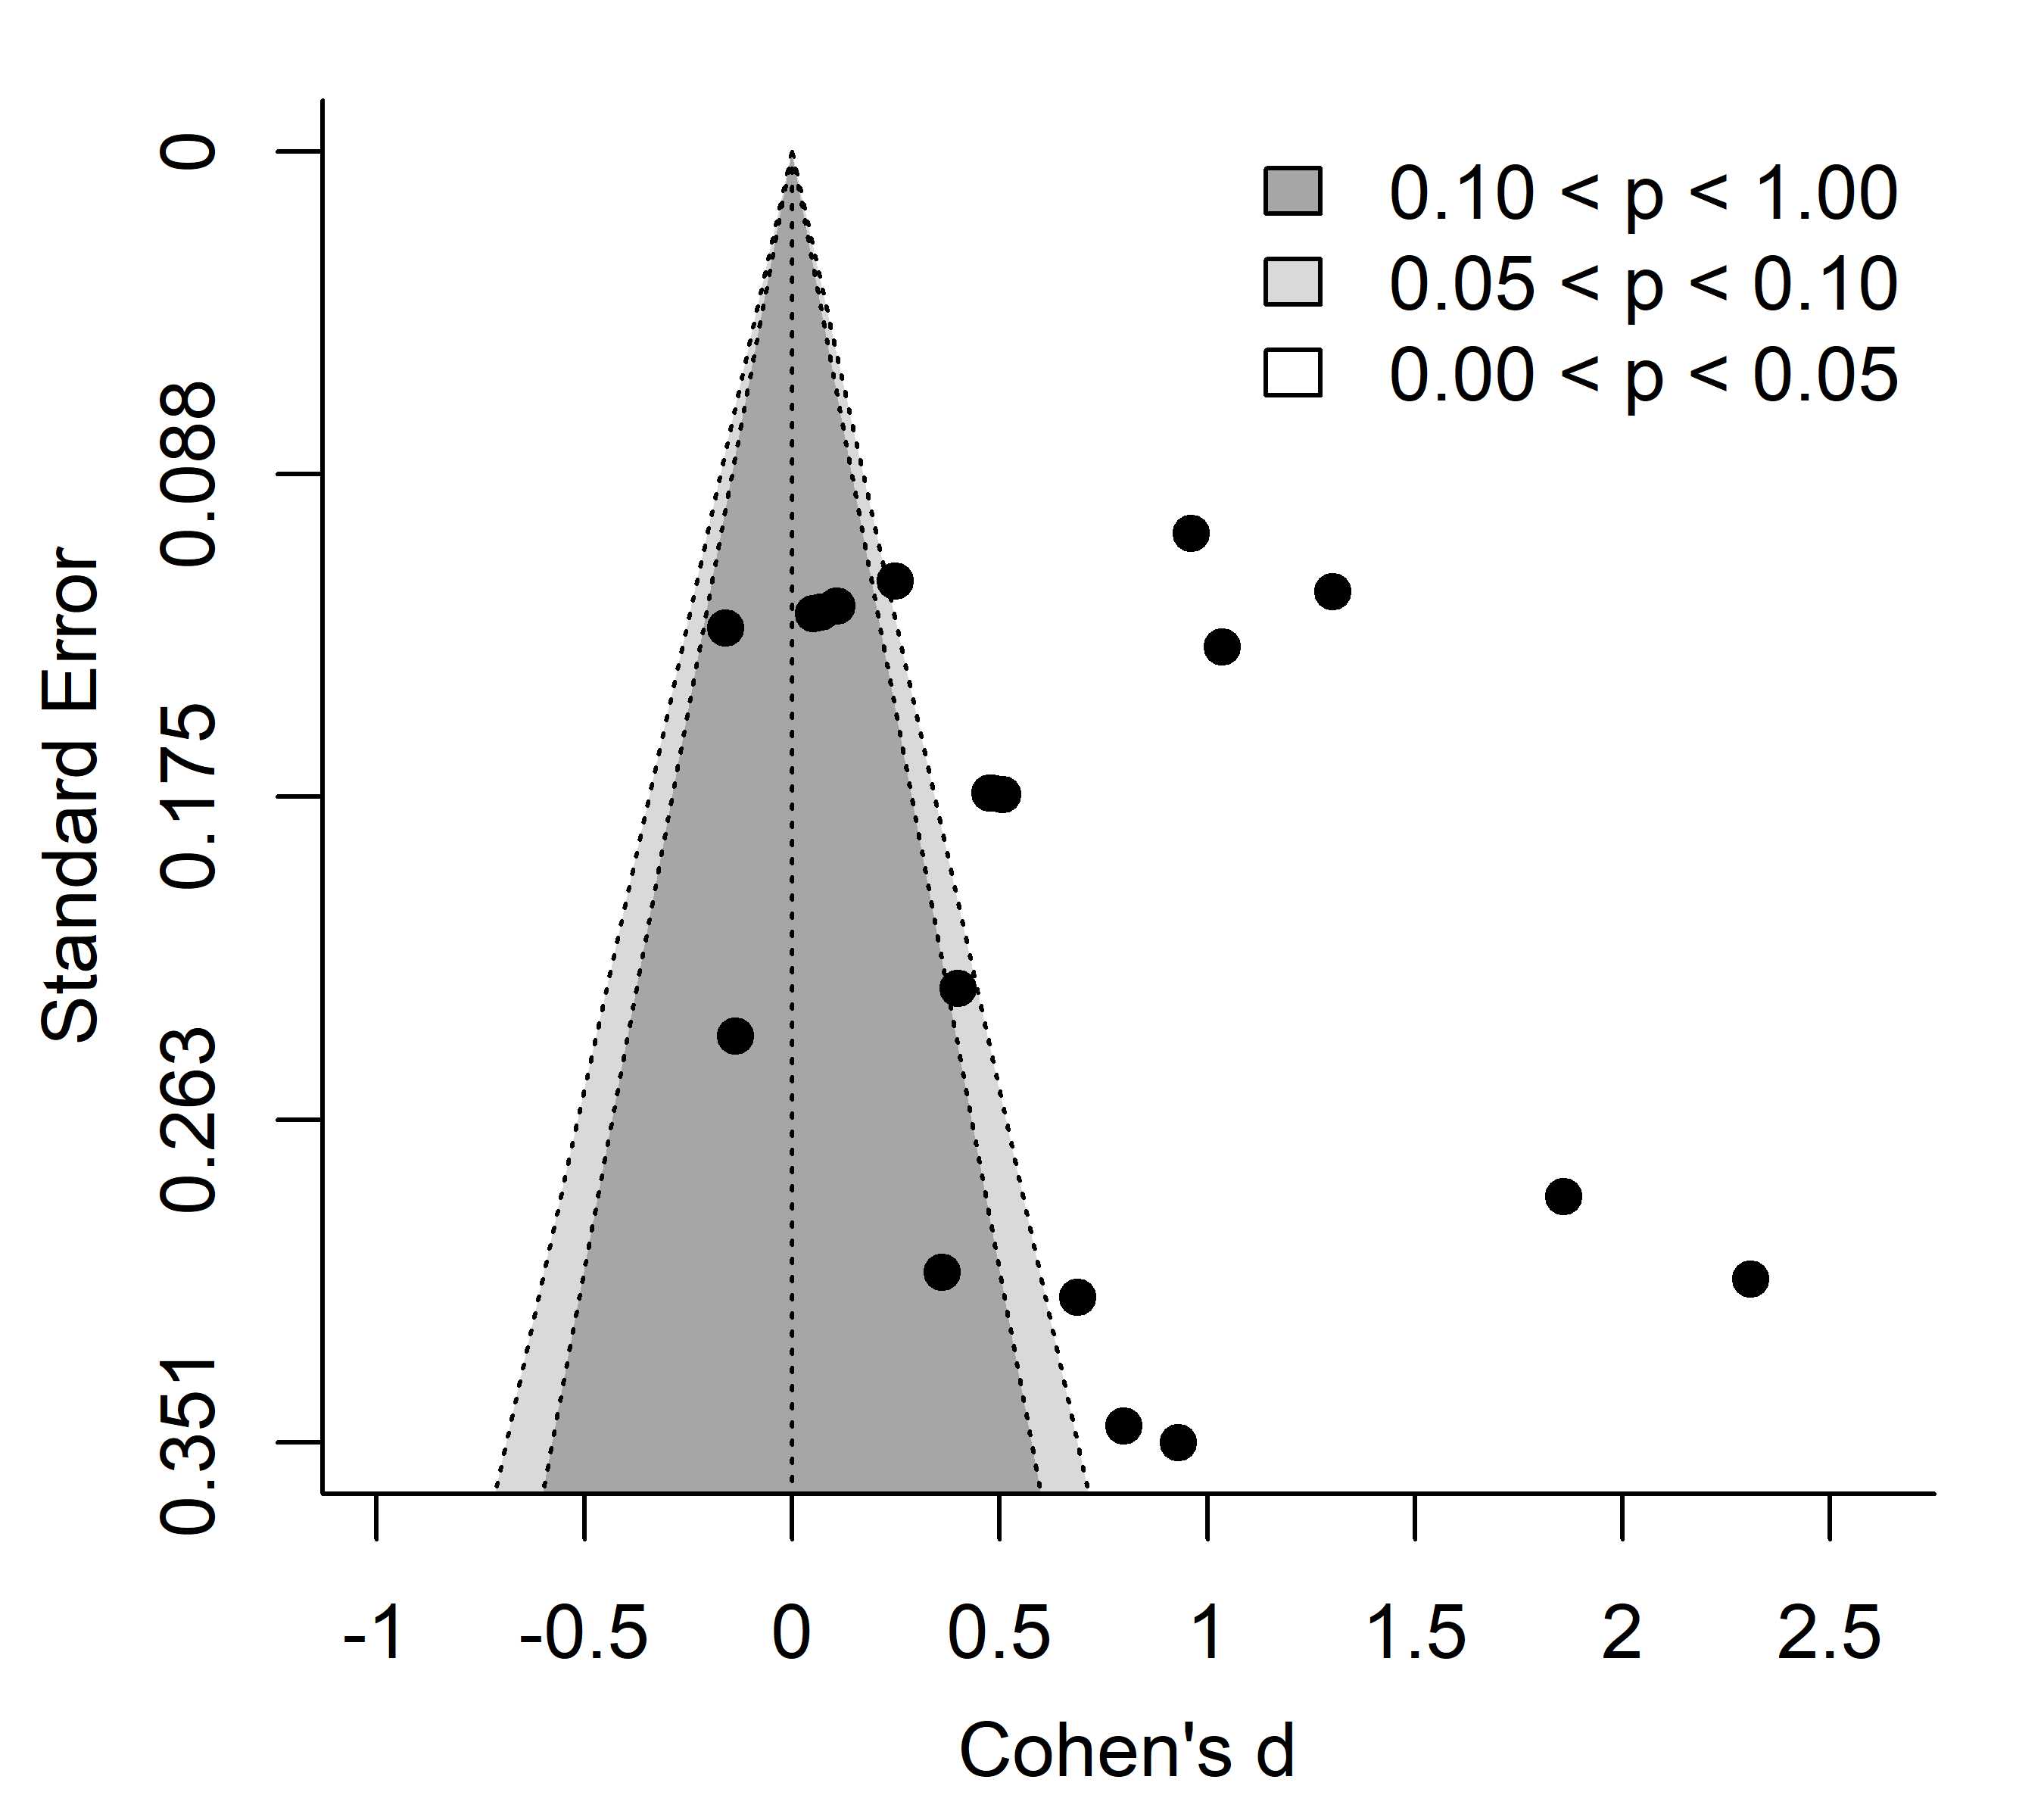 0.10 < p < 1.00
0.05 < p < 0.10
0.00 < p < 0.05
Standard Error
0
0.088
0.175
0.263
0.351
-1 -0.5 0 0.5 1 1.5 2 2.5
Cohen's d